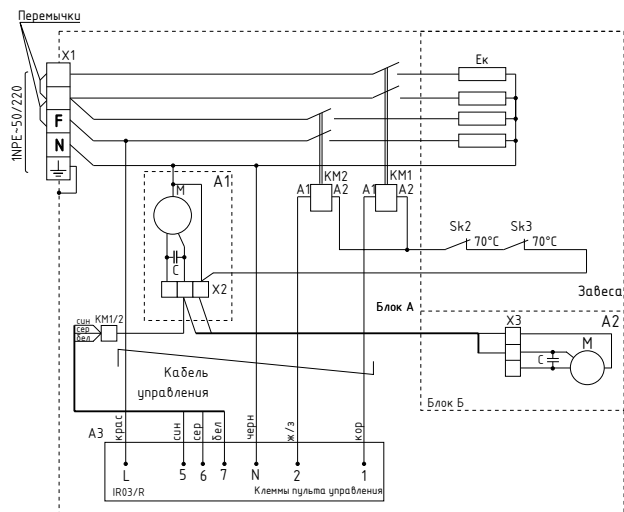 Перемычки
X1
Ек
1NPE~50/220
F
N
KM2
KM1
A1
A2
A1
A2
A1
M
Sk2
70°C
Sk3
70°C
C
X2
Завеса
Блок А
син
сер
бел
KM1/2
X3
A2
M
C
Блок Б
Кабель
управления
A3
крас
син
сер
бел
черн
ж/з
кор
L
5
6
7
N
2
1
IR03/R
Клеммы пульта управления